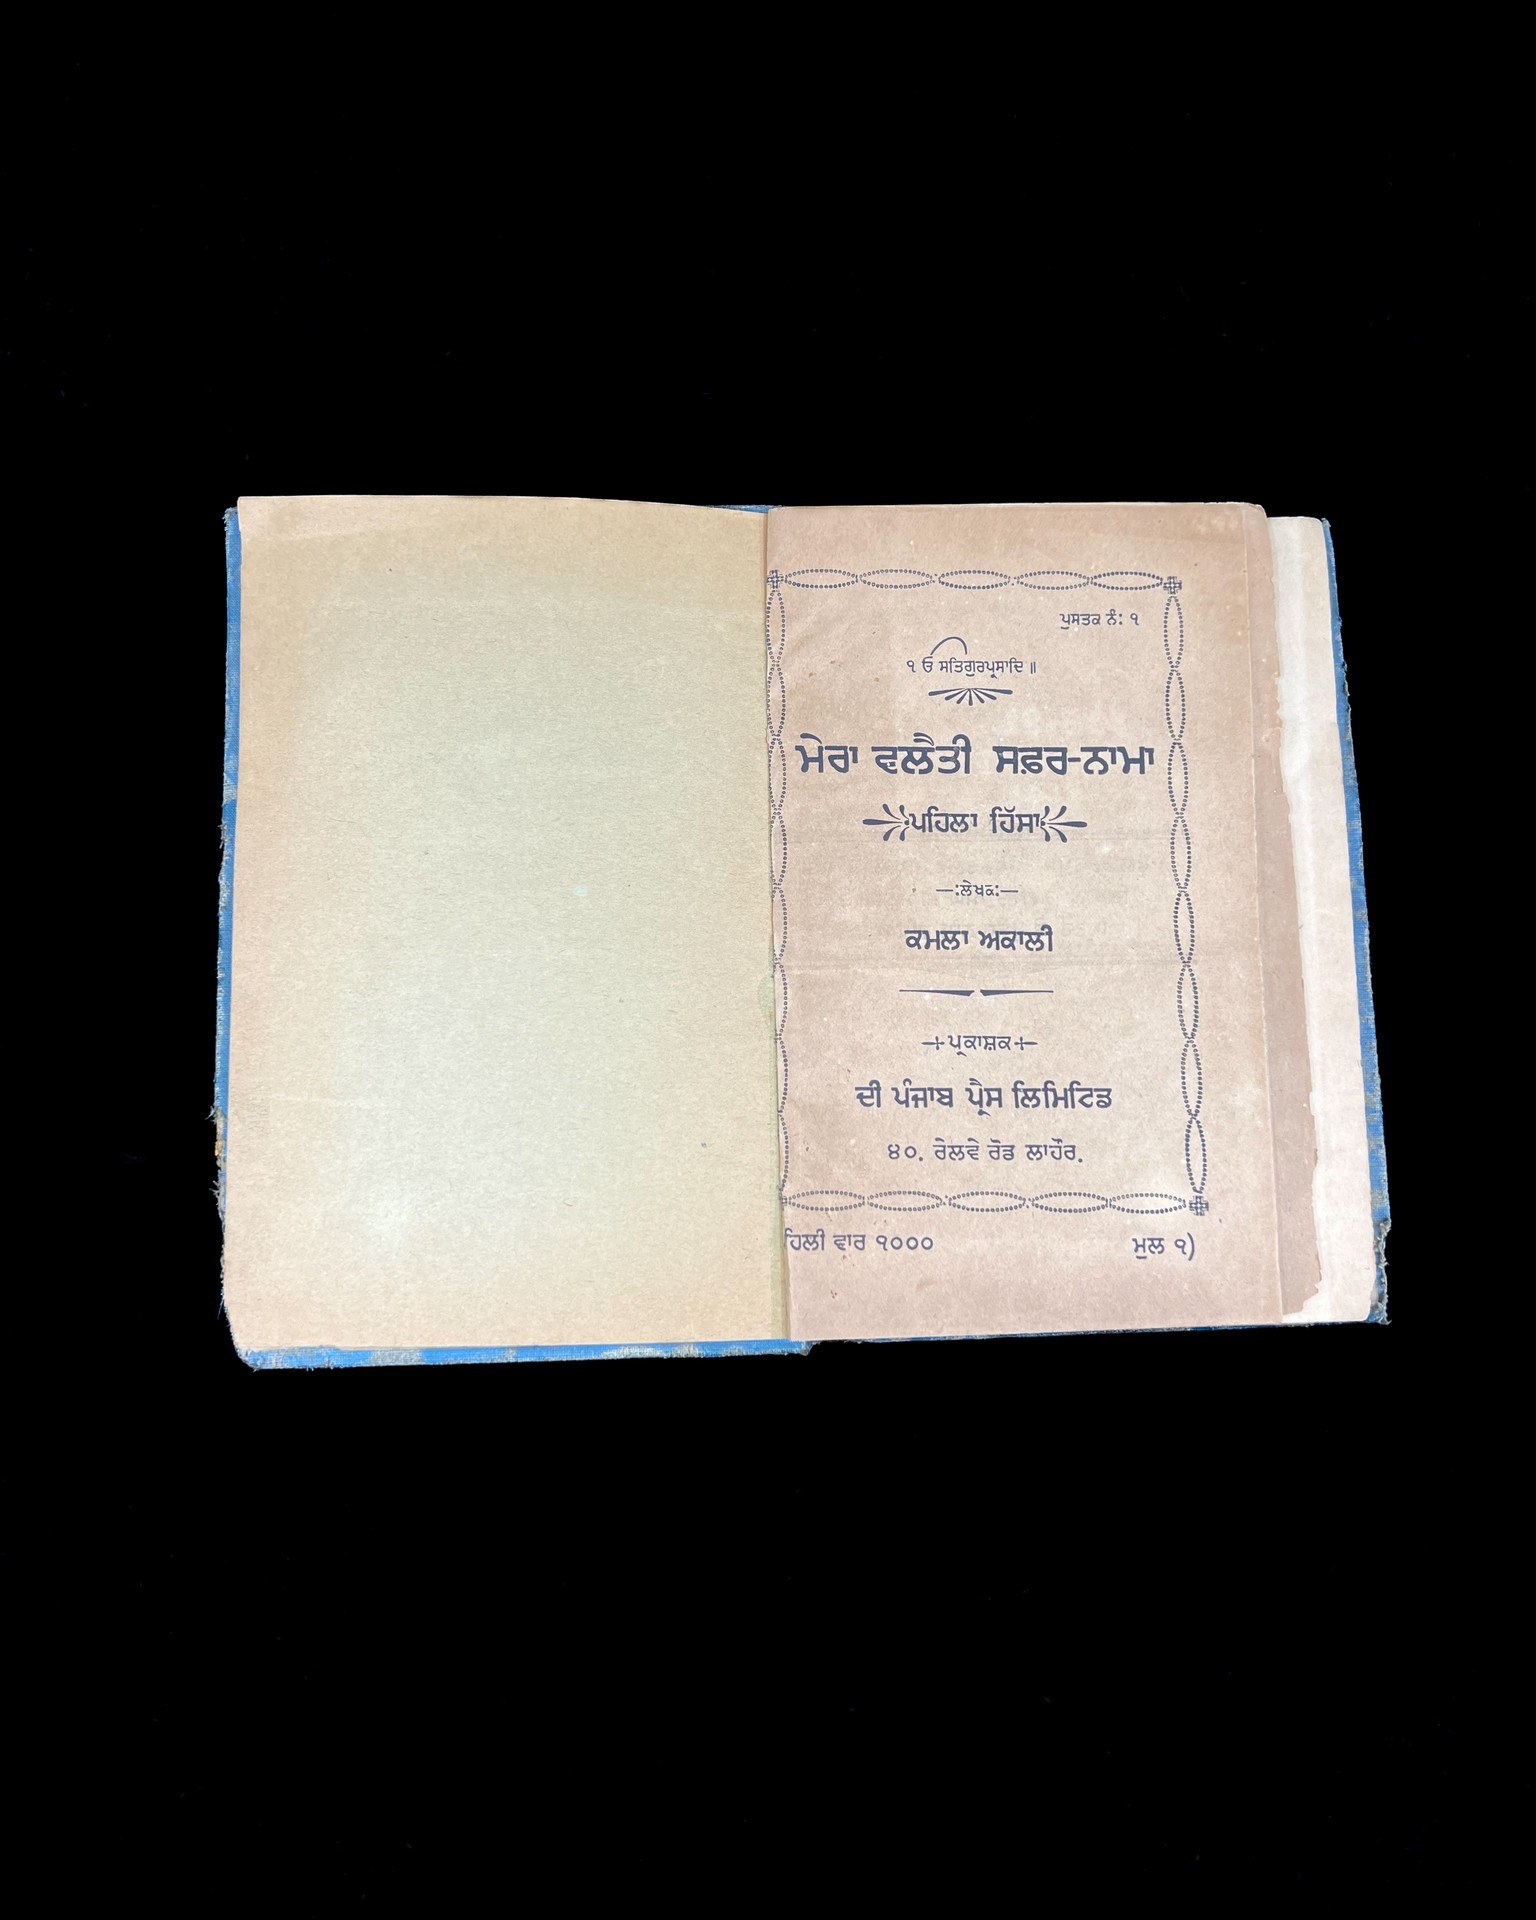 ਪੁਸਤਕ ਨੰ: ੧
੧ ਓ ਸਤਿਗੁਰਪ੍ਰਸਾਦਿ ॥
ਮੇਰਾ ਵਲੈਤੀ ਸਫ਼ਰ-ਨਾਮਾ
ਪਹਿਲਾ ਹਿੱਸਾ
—:ਲੇਖਕ:—
ਕਮਲਾ ਅਕਾਲੀ
ਪ੍ਰਕਾਸ਼ਕ
ਦੀ ਪੰਜਾਬ ਪ੍ਰੈਸ ਲਿਮਿਟਿਡ
੪੦. ਰੇਲਵੇ ਰੋਡ ਲਾਹੌਰ.
ਹਿਲੀ ਵਾਰ ੧੦੦੦ ਮੁਲ ੧)